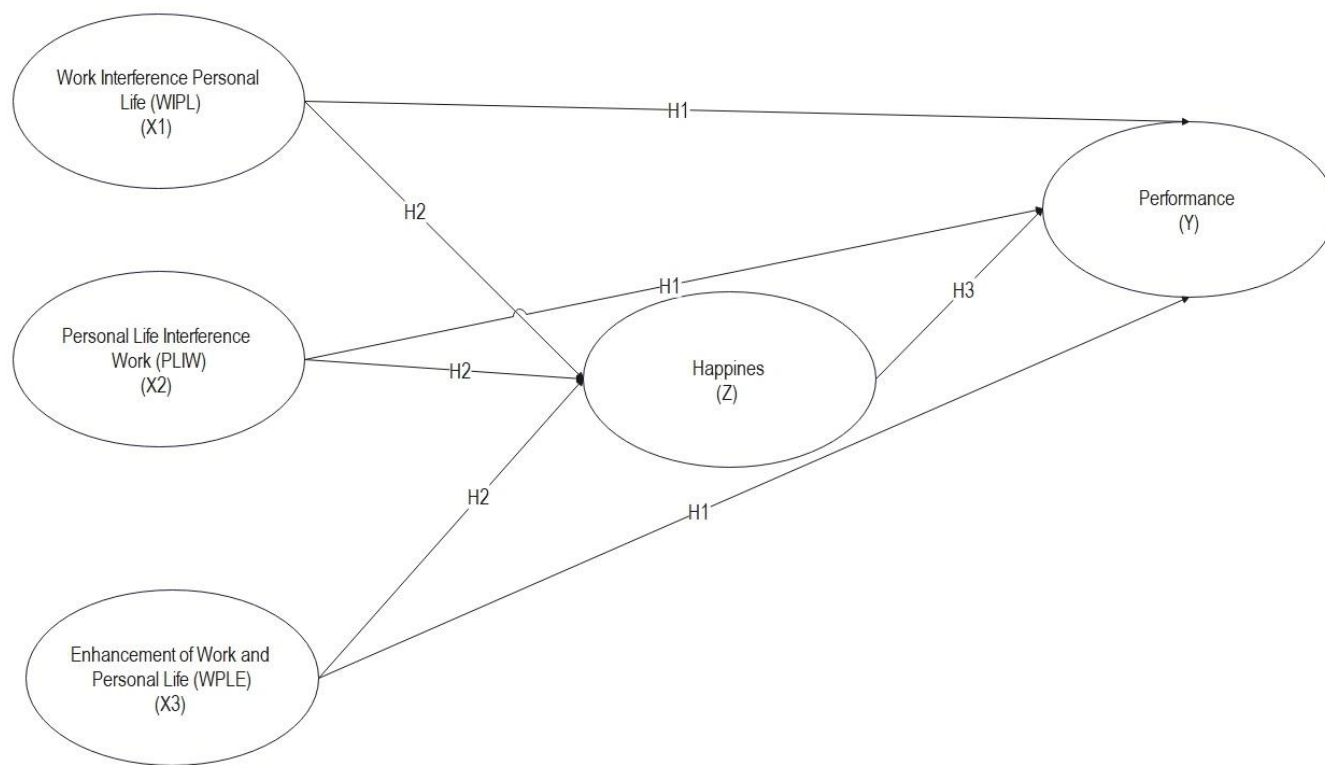 Work Interference Personal
Life (WIPL)
(X1)
H1
Performance
(Y)
H2
H1
H3
Personal Life Interference
Work (PLIW)
(X2)
H2
Happines
(Z)
H2
H1
Enhancement of Work and
Personal Life (WPLE)
(X3)